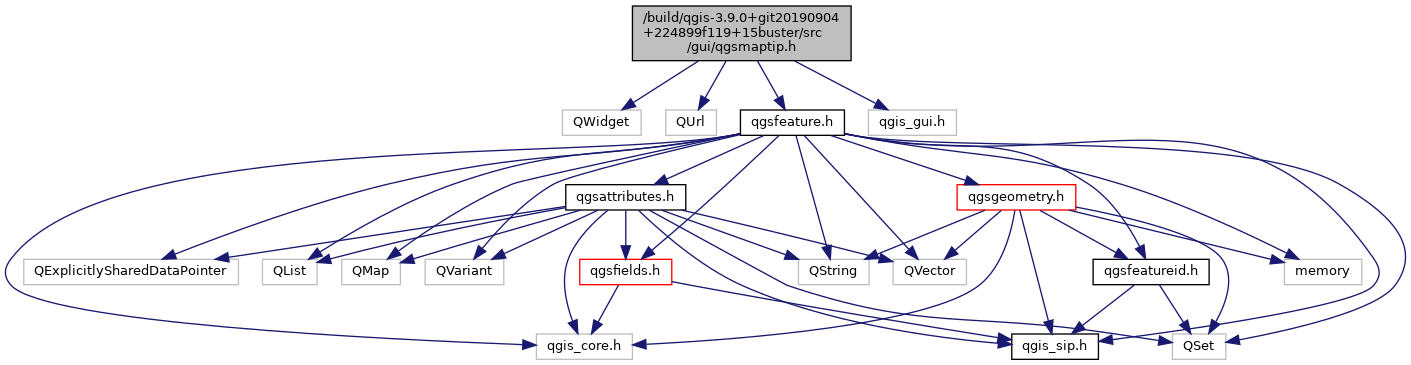 /build/qgis-3.9.0+git20190904
+224899f119+15buster/src
/gui/qgsmaptip.h
QWidget
QUrl
qgsfeature.h
qgis_gui.h
qgsattributes.h
qgsgeometry.h
QExplicitlySharedDataPointer
QList
QMap
QVariant
qgsfields.h
QString
QVector
qgsfeatureid.h
memory
qgis_core.h
qgis_sip.h
QSet